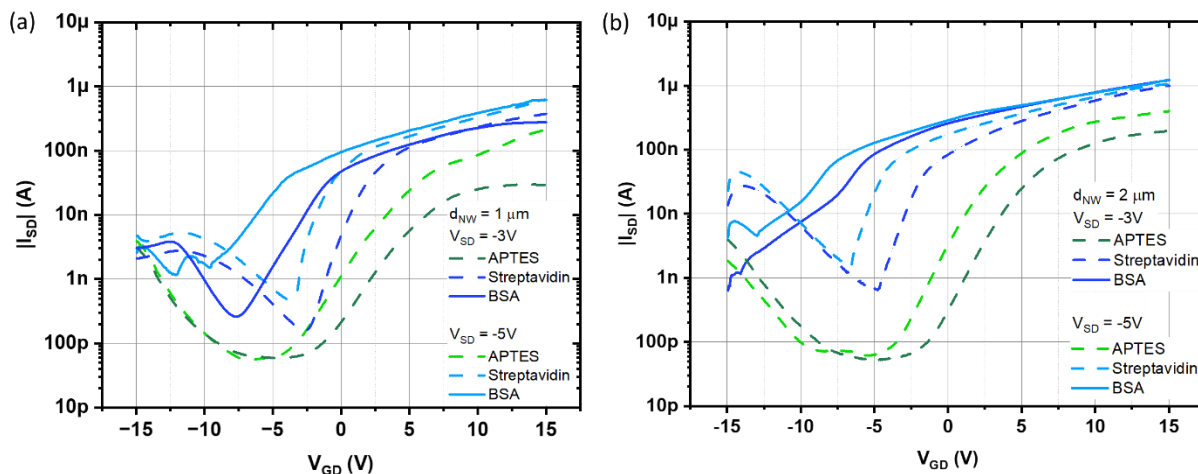 (a)
10µ
1µ
100n
10n
1n
100p
10p
|I_SD| (A)
−15
−10
−5
0
5
10
15
V_GD (V)
d_NW = 1 µm
V_SD = -3V
APTES
Streptavidin
BSA
V_SD = -5V
APTES
Streptavidin
BSA
(b)
10µ
1µ
100n
10n
1n
100p
10p
|I_SD| (A)
-15
-10
-5
0
5
10
15
V_GD (V)
d_NW = 2 µm
V_SD = -3V
APTES
Streptavidin
BSA
V_SD = -5V
APTES
Streptavidin
BSA